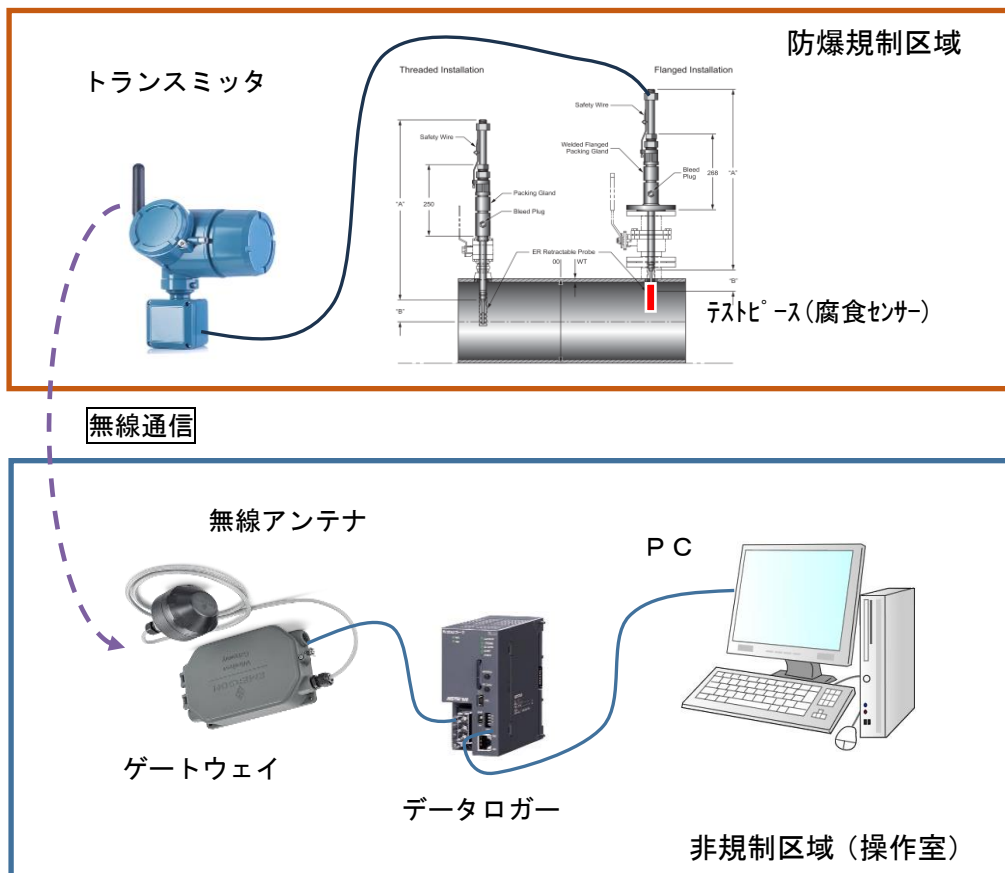 防爆規制区域
トランスミッタ
Threaded Installation
Flanged Installation
Safety Wire
Safety Wire
Welded Flanged
Packing Gland
Bleed
Plug
268
"A"
"A"
250
Packing Gland
Bleed Plug
ER Retractable Probe
00
WT
"B"
"B"
テストピース(腐食センサー)
無線通信
無線アンテナ
PC
EMERSON
Wireless
Gateway
ゲートウェイ
データロガー
非規制区域(操作室)